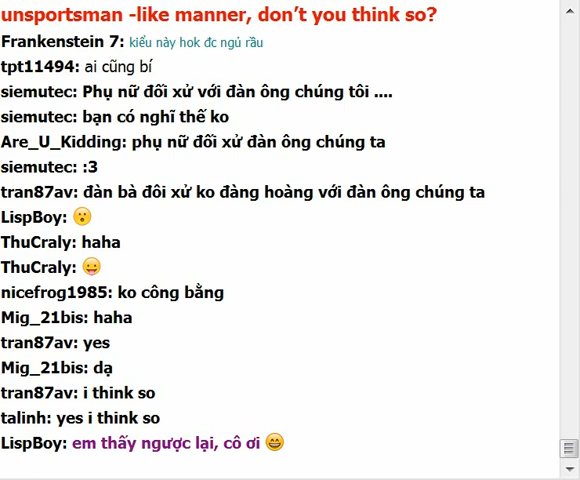 unsportsman -like manner, don't you think so?
Frankenstein 7: kiểu này hok đc ngủ rầu
tpt11494: ai cũng bí
siemutec: Phụ nữ đối xử với đàn ông chúng tôi ....
siemutec: bạn có nghĩ thế ko
Are_U_Kidding: phụ nữ đối xử đàn ông chúng ta
siemutec: :3
tran87av: đàn bà đôi xử ko đàng hoàng với đàn ông chúng ta
LispBoy: 😮
ThuCraly: haha
ThuCraly: 😛
nicefrog1985: ko công bằng
Mig_21bis: haha
tran87av: yes
Mig_21bis: dạ
tran87av: i think so
talinh: yes i think so
LispBoy: em thấy ngược lại, cô ơi 😄